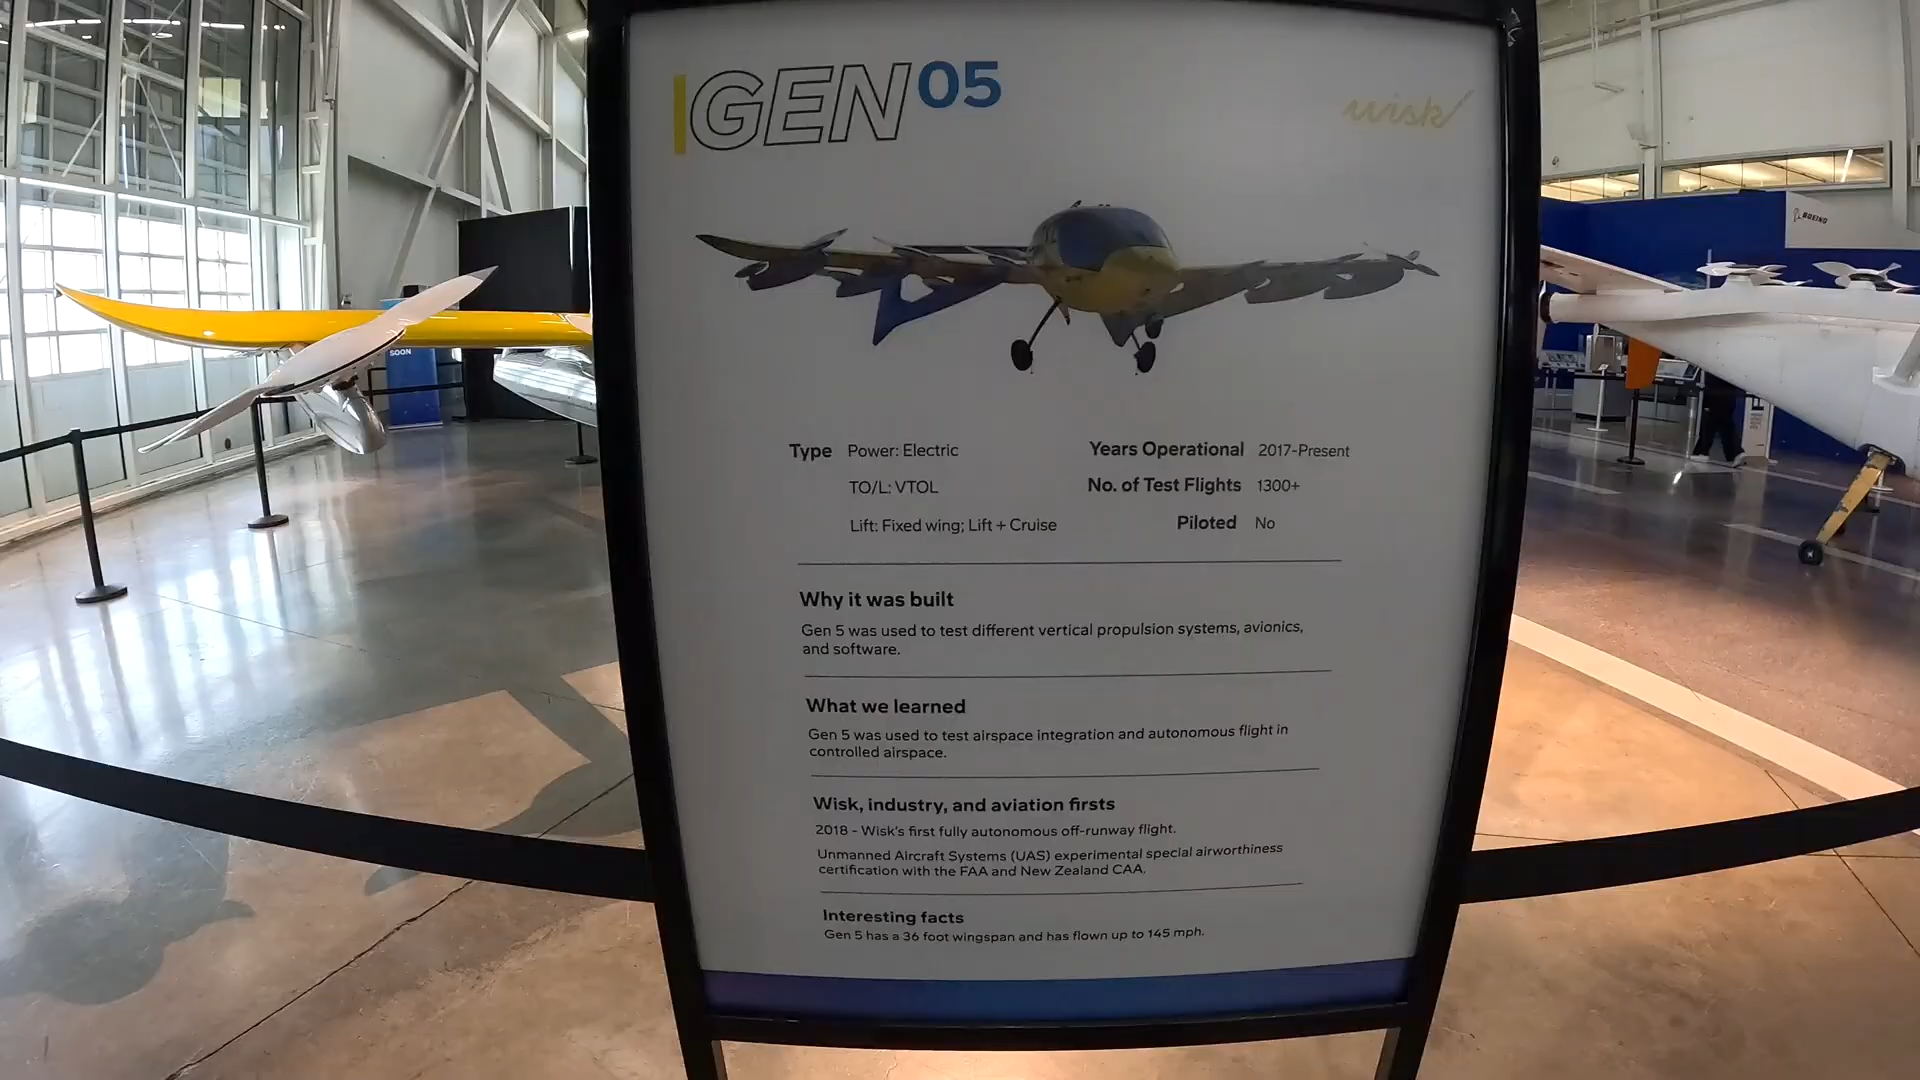 GEN 05
wisk
BOEING
SOON
Type Power: Electric
TO/L: VTOL
Lift: Fixed wing; Lift + Cruise
Years Operational 2017-Present
No. of Test Flights 1300+
Piloted No
Why it was built
Gen 5 was used to test different vertical propulsion systems, avionics,
and software.
What we learned
Gen 5 was used to test airspace integration and autonomous flight in
controlled airspace.
Wisk, industry, and aviation firsts
2018 - Wisk's first fully autonomous off-runway flight.
Unmanned Aircraft Systems (UAS) experimental special airworthiness
certification with the FAA and New Zealand CAA.
Interesting facts
Gen 5 has a 36 foot wingspan and has flown up to 145 mph.